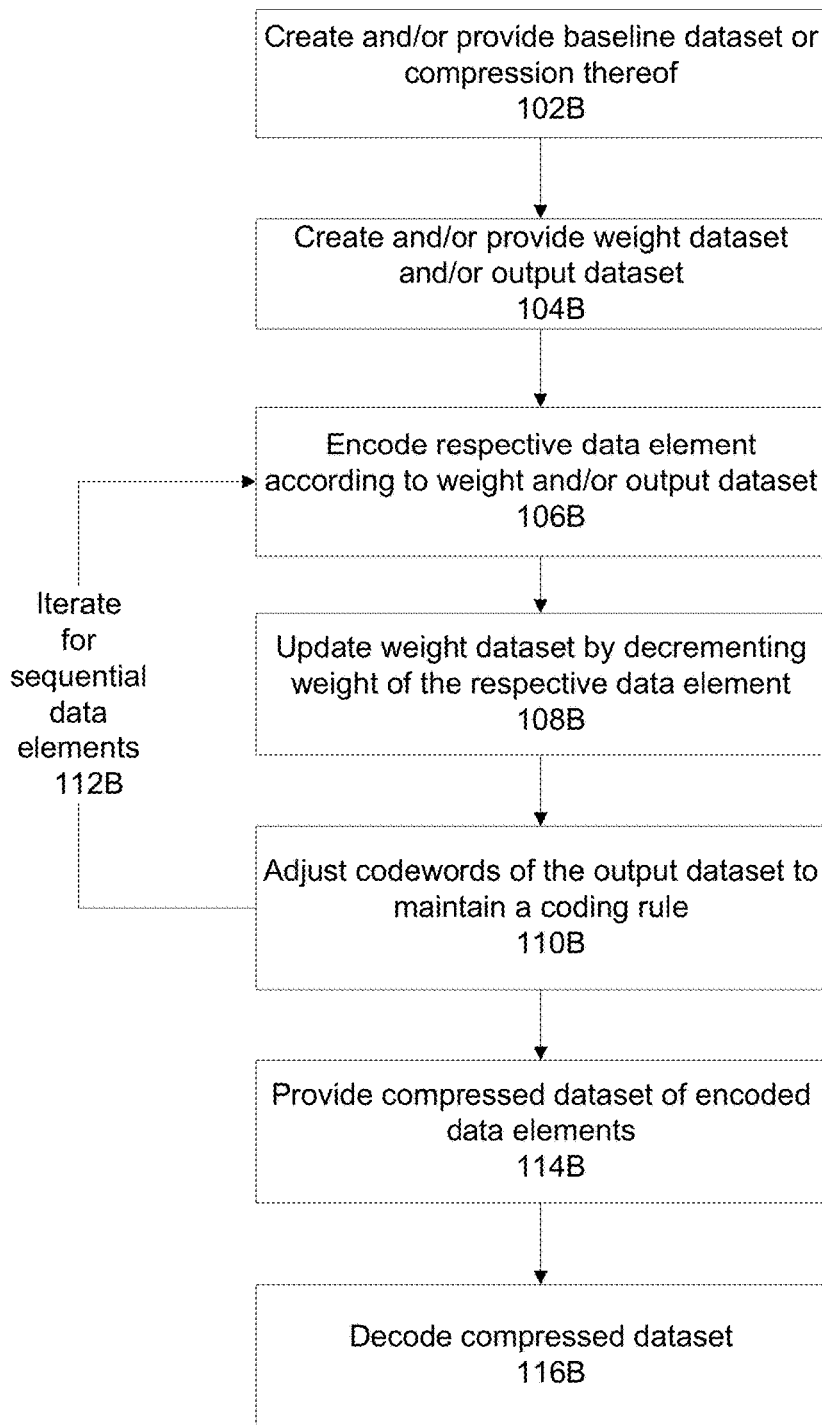 Create and/or provide baseline dataset or
compression thereof
102B
Create and/or provide weight dataset
and/or output dataset
104B
Encode respective data element
according to weight and/or output dataset
106B
Iterate
for
sequential
data
elements
112B
Update weight dataset by decrementing
weight of the respective data element
108B
Adjust codewords of the output dataset to
maintain a coding rule
110B
Provide compressed dataset of encoded
data elements
114B
Decode compressed dataset
116B